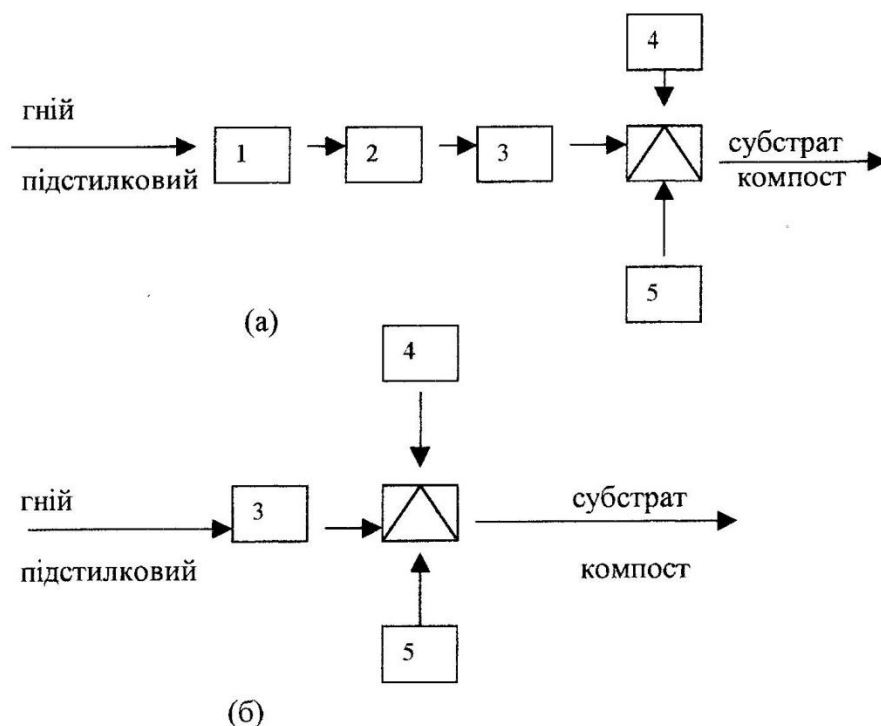 4
гній
1
2
3
субстрат
підстилковий
компост
5
(а)
4
гній
3
субстрат
підстилковий
компост
5
(б)